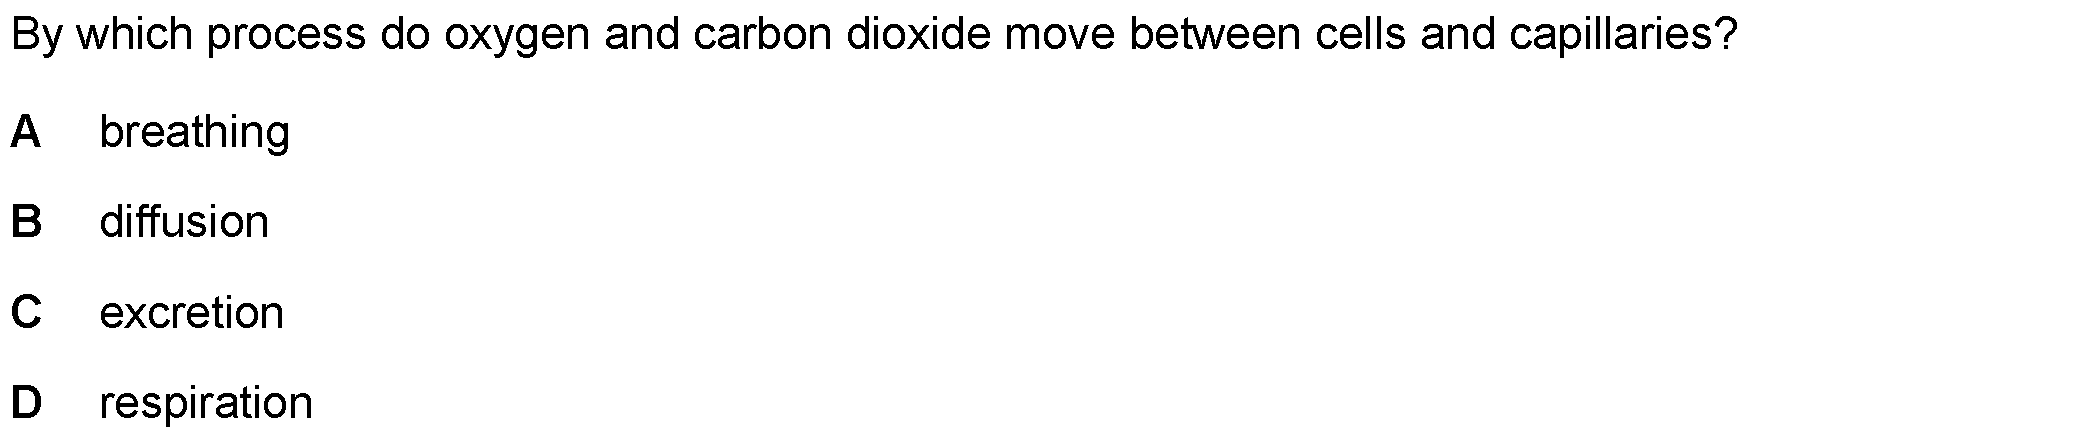 By which process do oxygen and carbon dioxide move between cells and capillaries?
A breathing
B diffusion
C excretion
D respiration